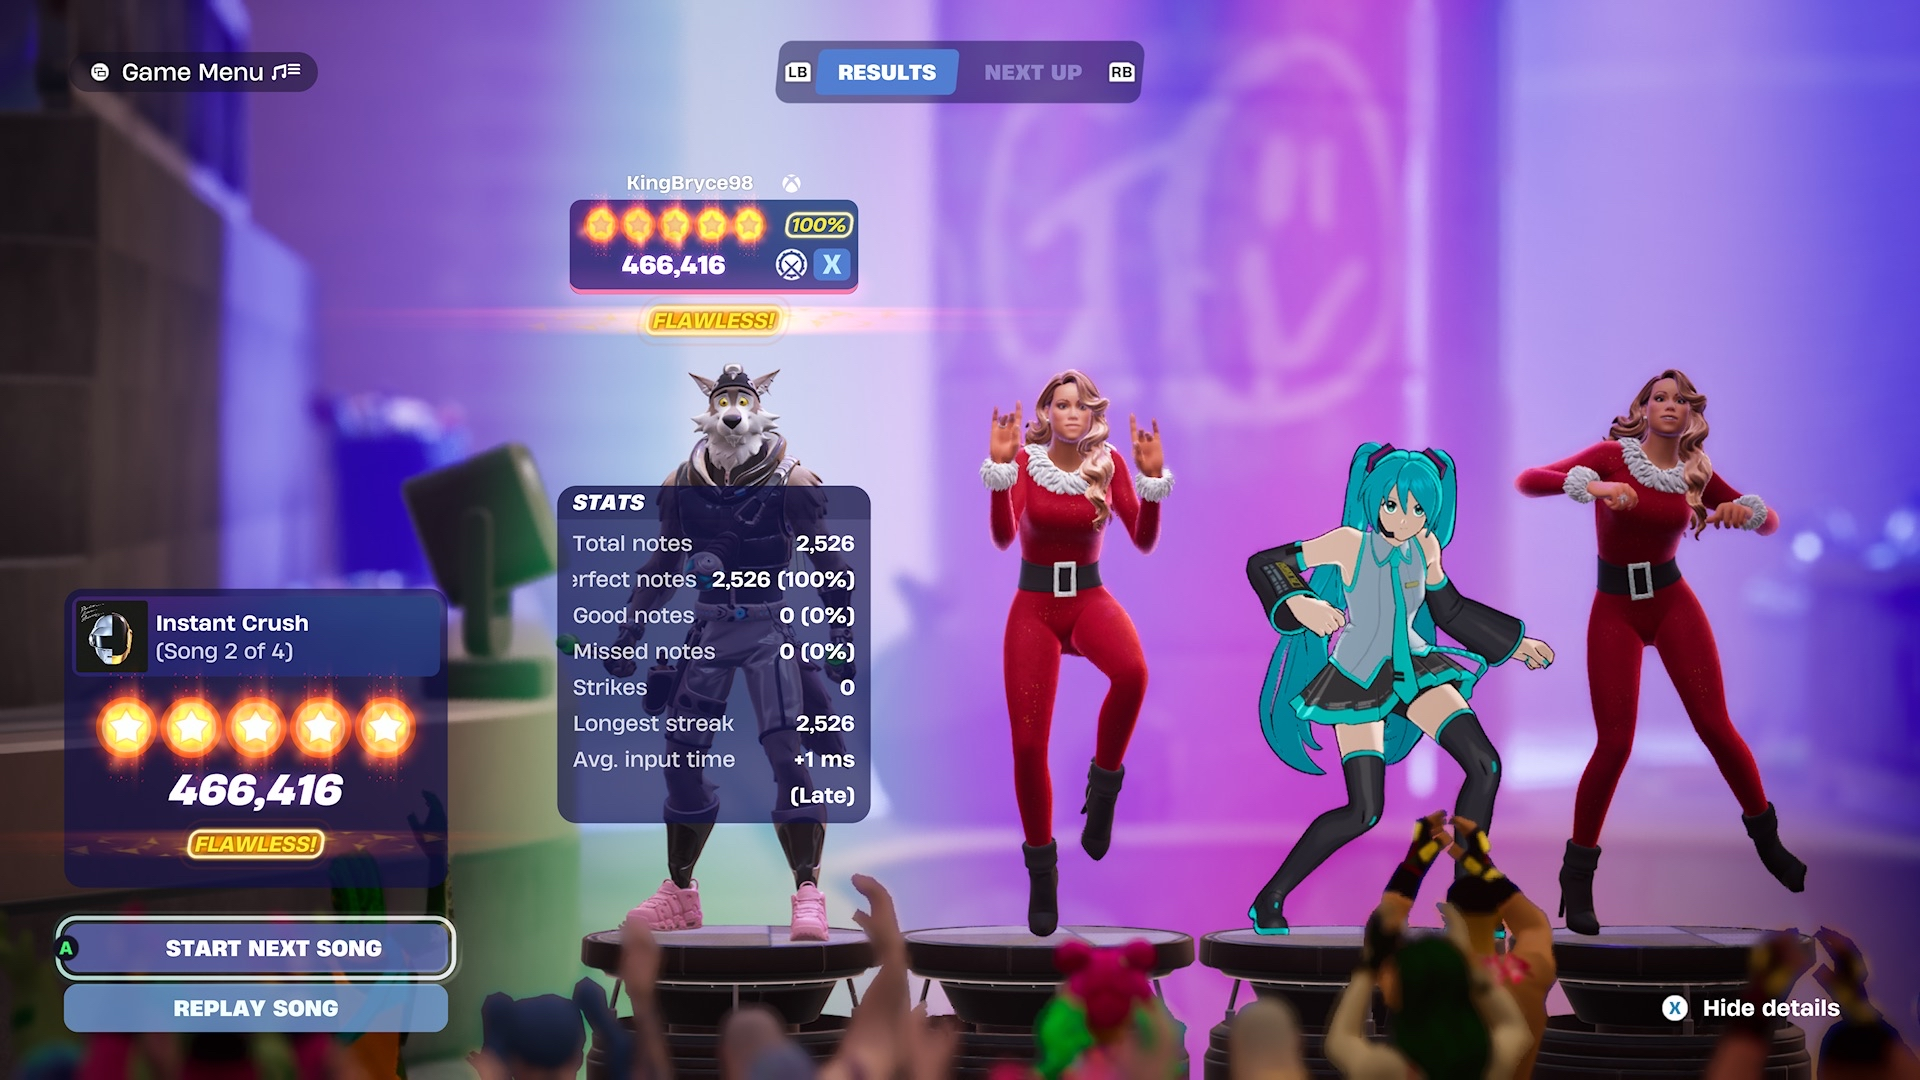 Game Menu
LB RESULTS NEXT UP RB
KingBryce98
100%
466,416
X
FLAWLESS!
STATS
Total notes 2,526
erfect notes 2,526 (100%)
Good notes 0 (0%)
Missed notes 0 (0%)
Strikes 0
Longest streak 2,526
Avg. input time +1 ms
(Late)
Instant Crush
(Song 2 of 4)
466,416
FLAWLESS!
A START NEXT SONG
REPLAY SONG
X Hide details